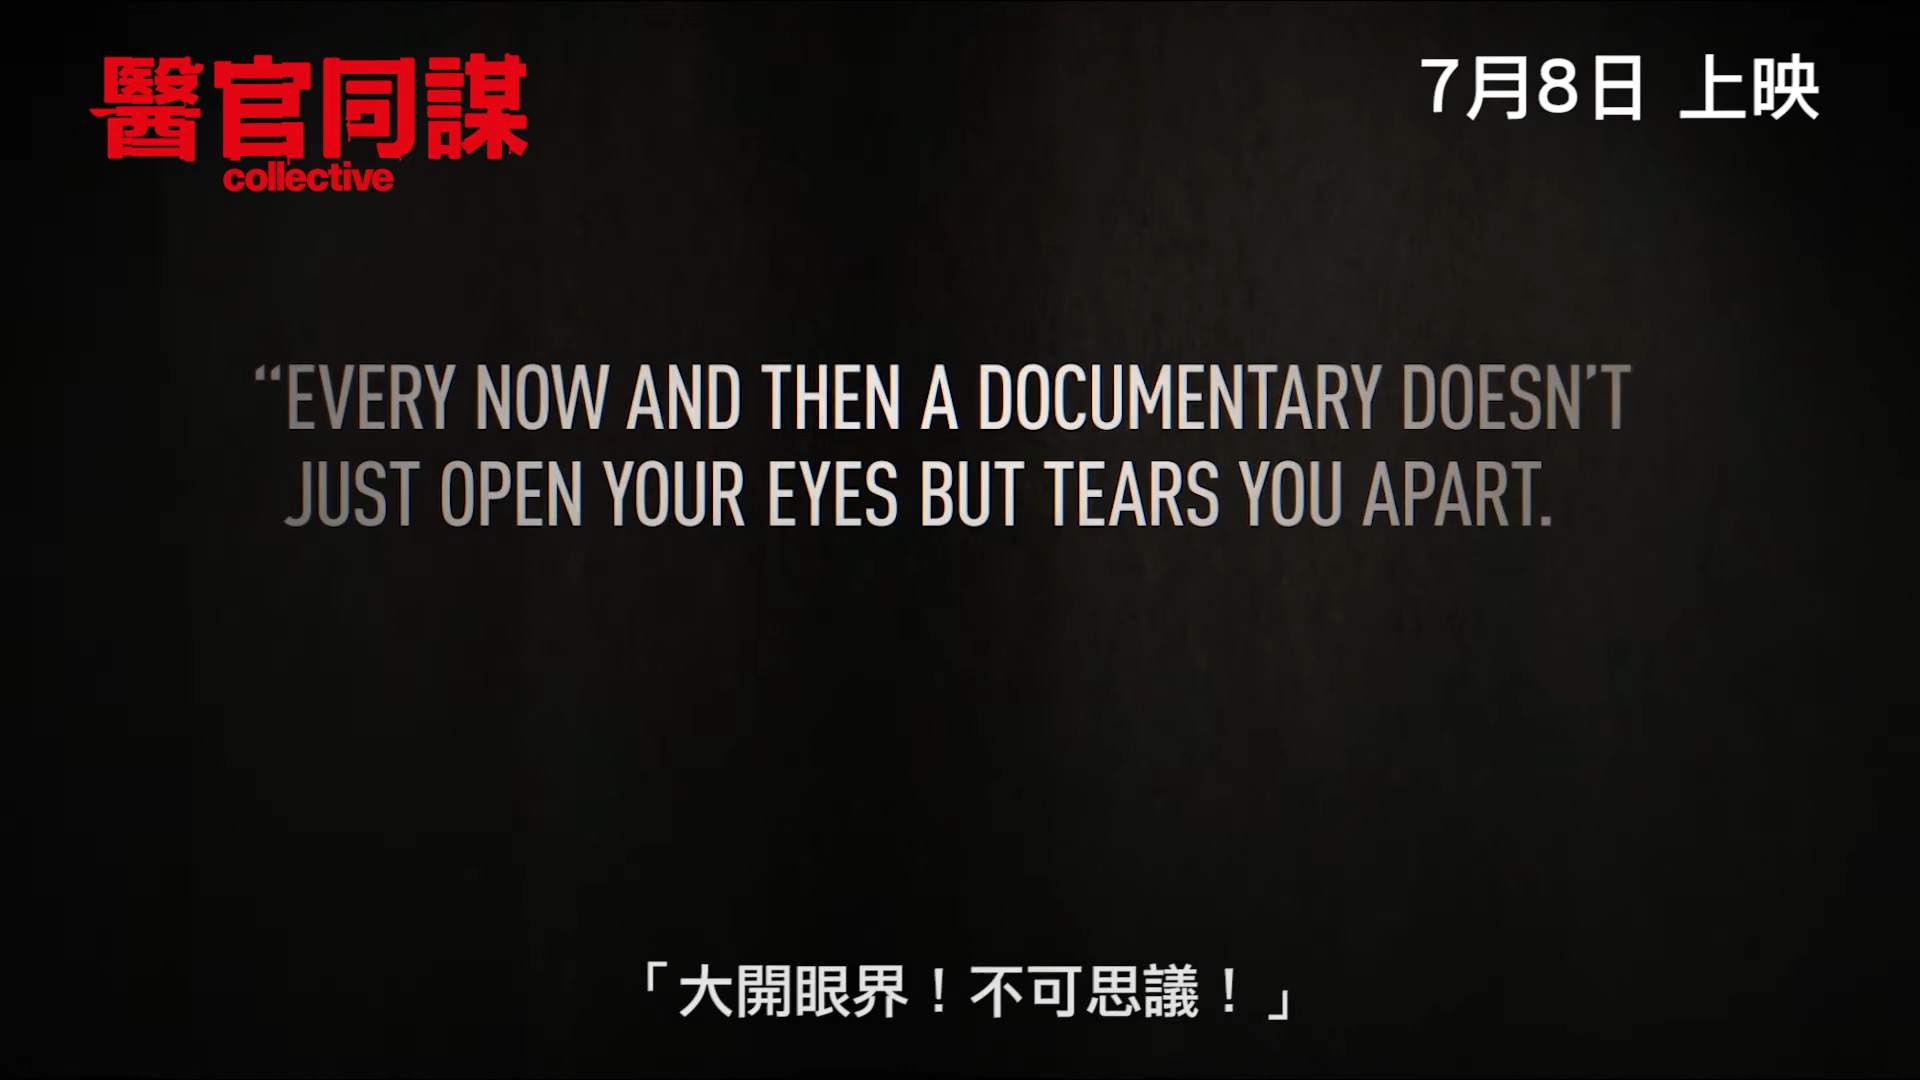 醫官同謀
collective
7月8日 上映
“EVERY NOW AND THEN A DOCUMENTARY DOESN’T
JUST OPEN YOUR EYES BUT TEARS YOU APART.
「大開眼界！不可思議！」